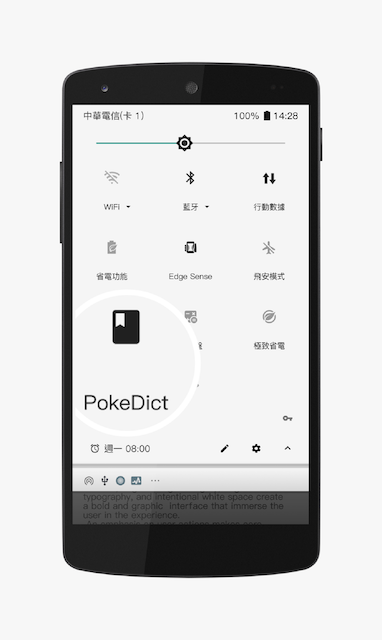 中華電信(卡 1)
100% 14:28
WIFI
藍牙
行動數據
省電功能
Edge Sense
飛安模式
極致省電
PokeDict
週一 08:00
typography, and intentional white space create
a bold and graphic interface that immerse the
user in the experience.